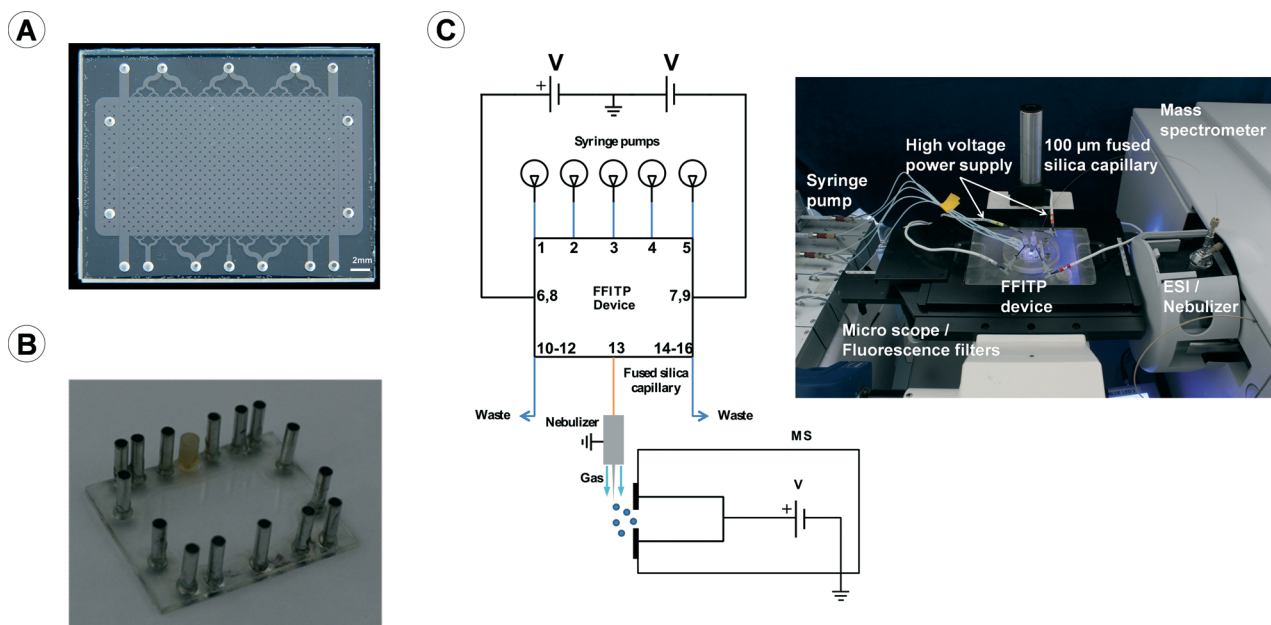 A
2mm
B
C
V
V
+
Syringe pumps
1
2
3
4
5
6,8
FFITP
Device
7,9
10-12
13
14-16
Fused silica
capillary
Waste
Waste
Nebulizer
Gas
MS
V
+
Mass
spectrometer
High voltage
power supply
100 µm fused
silica capillary
Syringe
pump
FFITP
device
ESI /
Nebulizer
Micro scope /
Fluorescence filters